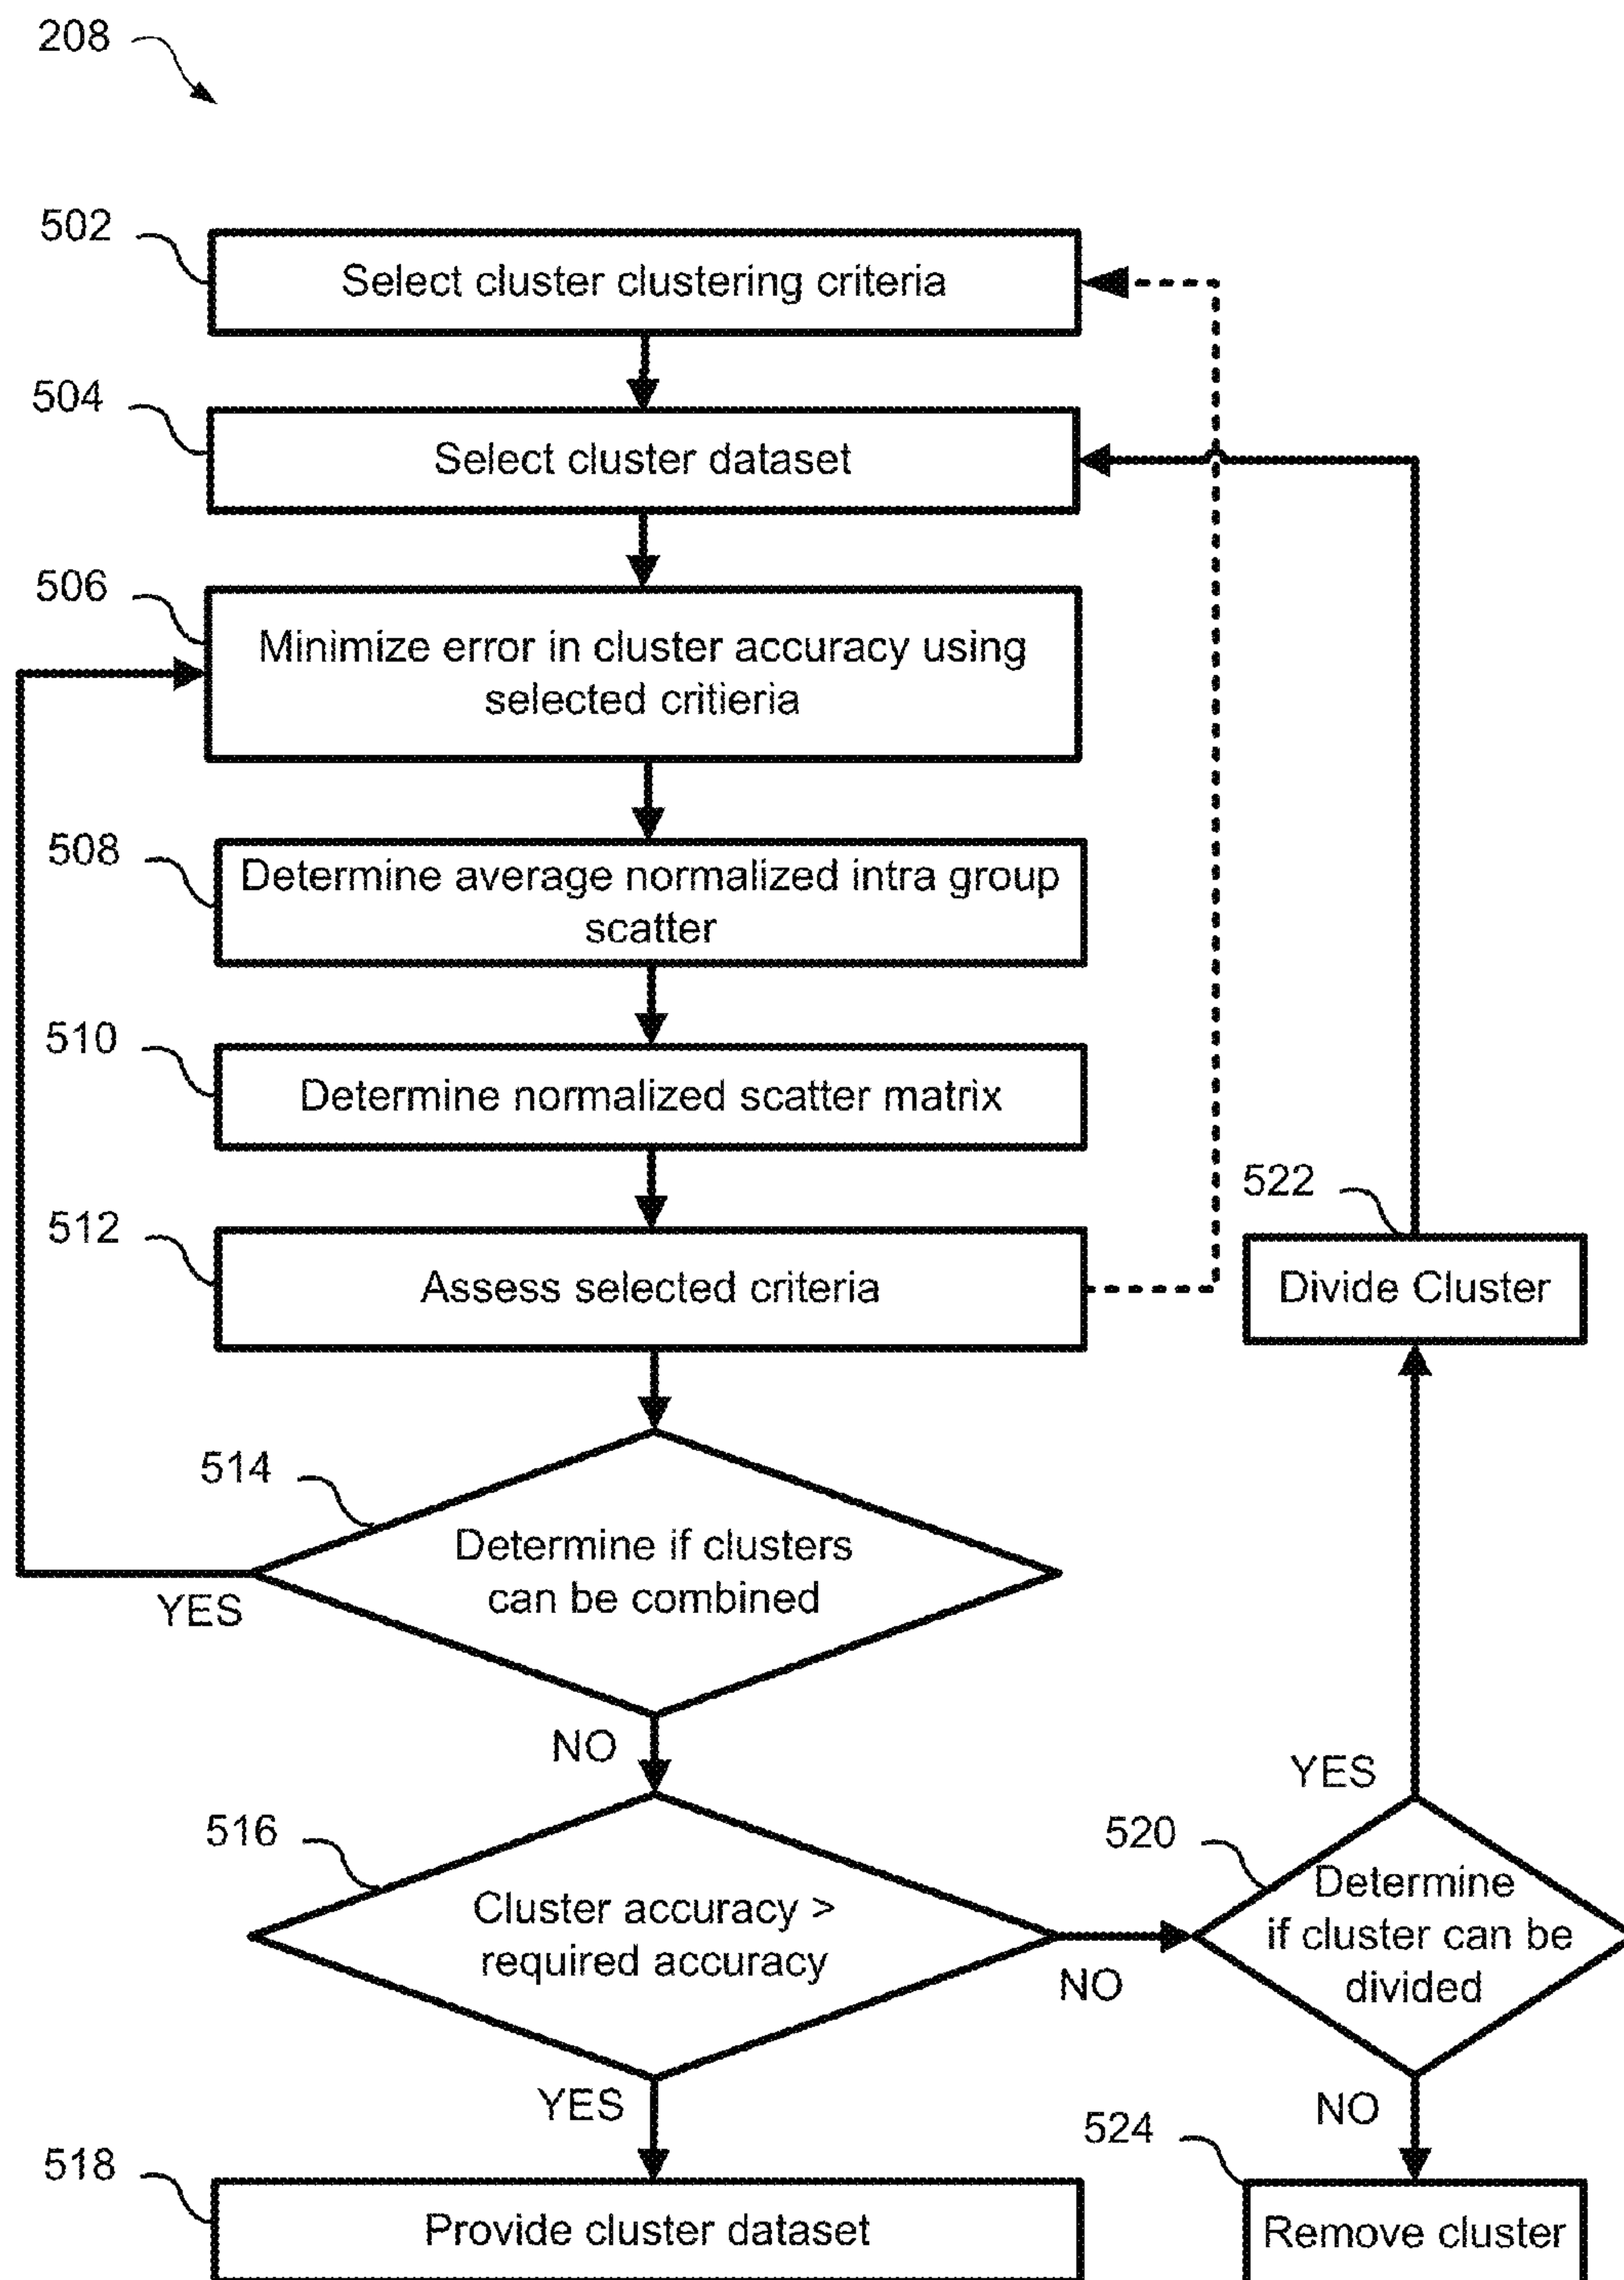 208
502
Select cluster clustering criteria
504
Select cluster dataset
506
Minimize error in cluster accuracy using
selected critieria
508
Determine average normalized intra group
scatter
510
Determine normalized scatter matrix
512
Assess selected criteria
522
Divide Cluster
514
Determine if clusters
can be combined
YES
NO
516
Cluster accuracy >
required accuracy
NO
YES
520
Determine
if cluster can be
divided
YES
NO
518
Provide cluster dataset
524
Remove cluster